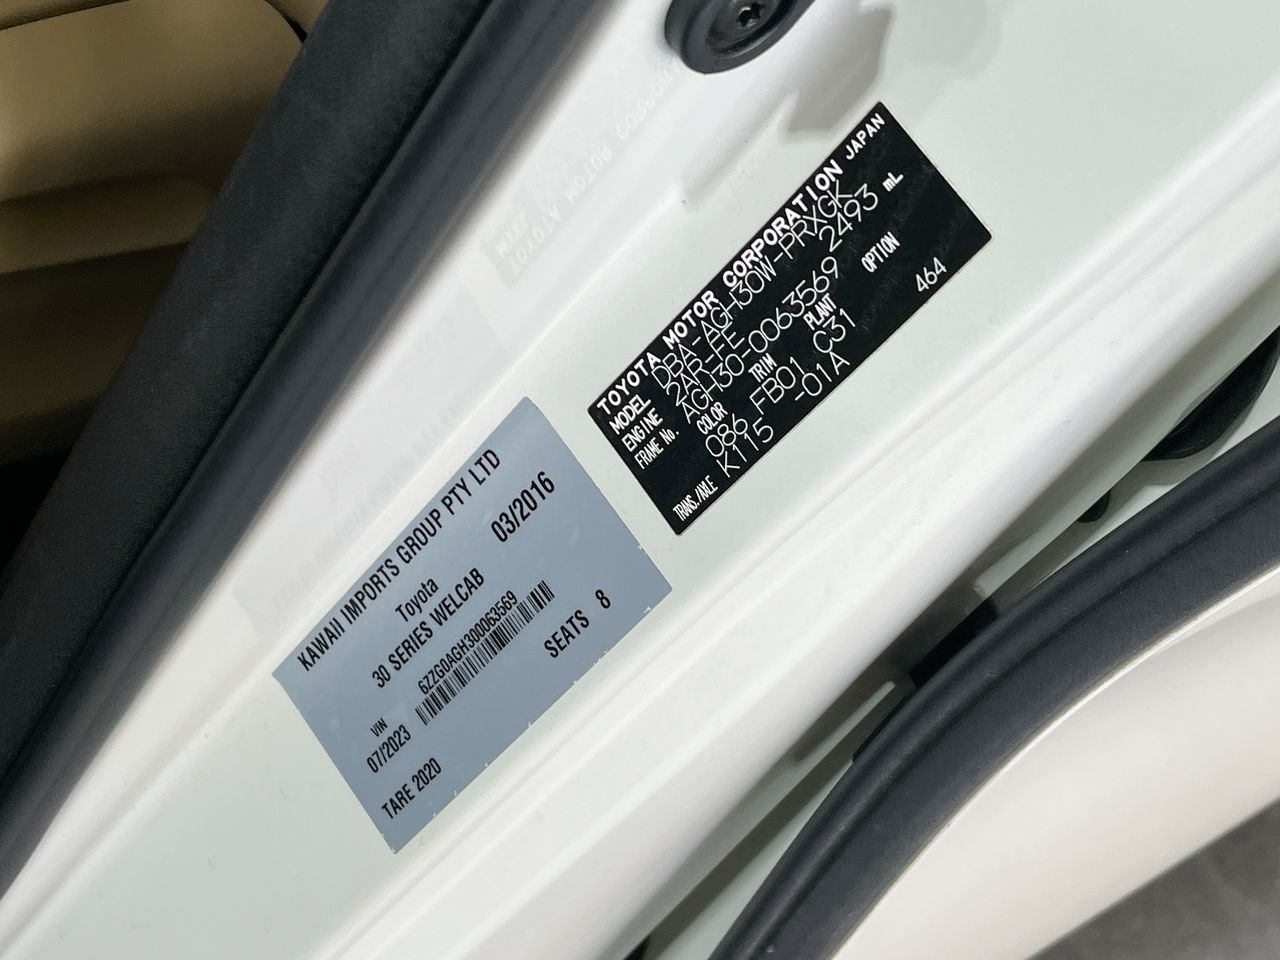 TOYOTA MOTOR CORPORATION JAPAN
MODEL DBA-AGH30W-PRXGK-
ENGINE 2AR-FE 2493 mL
FRAME No. AGH30-0063569
COLOR TRIM PLANT OPTION
086 FB01 C31 464
TRANS./AXLE K115 -01A
KAWAII IMPORTS GROUP PTY LTD
Toyota 03/2016
30 SERIES WELCAB
VIN 6ZZG0AGH300063569
07/2023 SEATS 8
TARE 2020